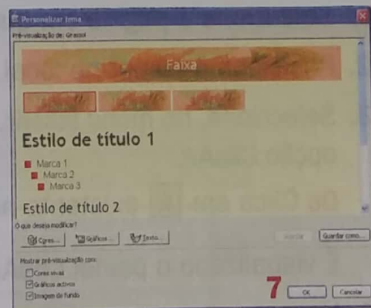 Personalizar tema
Pré-visualização de: Girassol
Faixa
Estilo de título 1
Marca 1
Marca 2
Marca 3
Estilo de título 2
O que deseja modificar?
Cores... Gráficos... Texto... Guardar Guardar como...
Mostrar pré-visualização com:
Cores vivas
Gráficos activos
Imagem de fundo
7 OK Cancelar